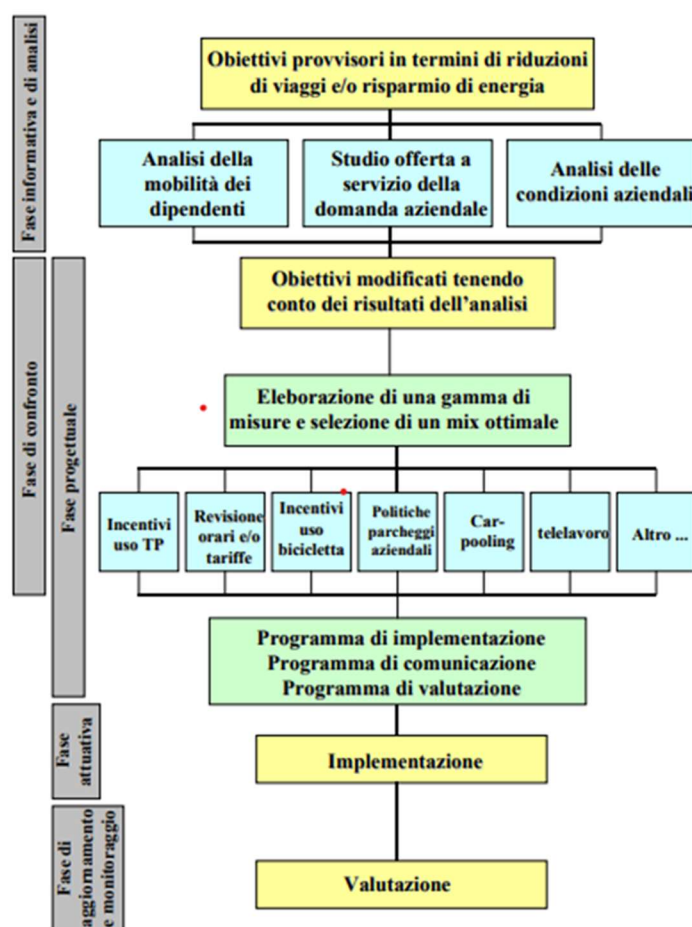 Fase informativa e di analisi
Obiettivi provvisori in termini di riduzioni
di viaggi e/o risparmio di energia
Analisi della
mobilità dei
dipendenti
Studio offerta a
servizio della
domanda aziendale
Analisi delle
condizioni aziendali
Fase di confronto
Fase progettuale
Obiettivi modificati tenendo
conto dei risultati dell'analisi
Eleborazione di una gamma di
misure e selezione di un mix ottimale
Incentivi
uso TP
Revisione
orari e/o
tariffe
Incentivi
uso
bicicletta
Politiche
parcheggi
aziendali
Car-
pooling
telelavoro
Altro ...
Programma di implementazione
Programma di comunicazione
Programma di valutazione
Fase
attuativa
Implementazione
Fase di
aggiornamento
e monitoraggio
Valutazione